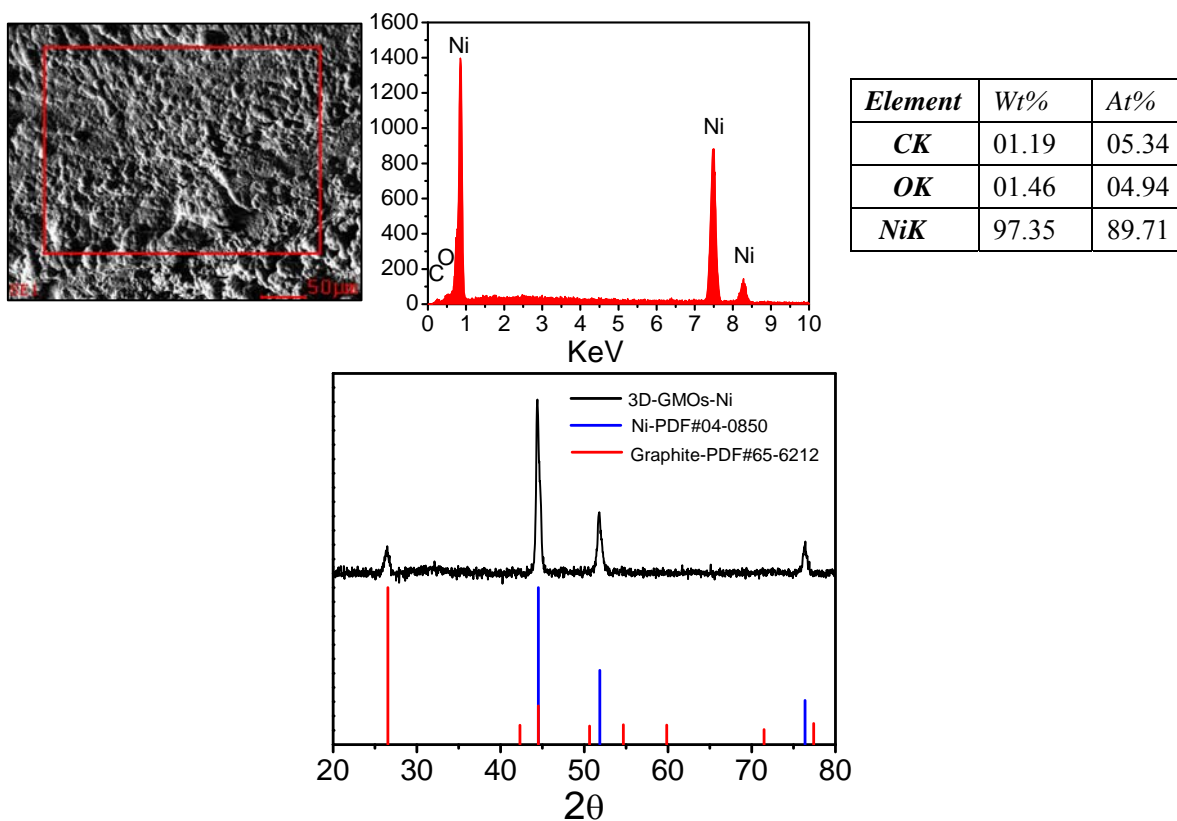 SEI
50μm
1600
1400
1200
1000
800
600
400
200
0
Ni
Ni
Ni
C
O
0 1 2 3 4 5 6 7 8 9 10
KeV
Element Wt% At%
CK 01.19 05.34
OK 01.46 04.94
NiK 97.35 89.71
3D-GMOs-Ni
Ni-PDF#04-0850
Graphite-PDF#65-6212
20 30 40 50 60 70 80
2θ